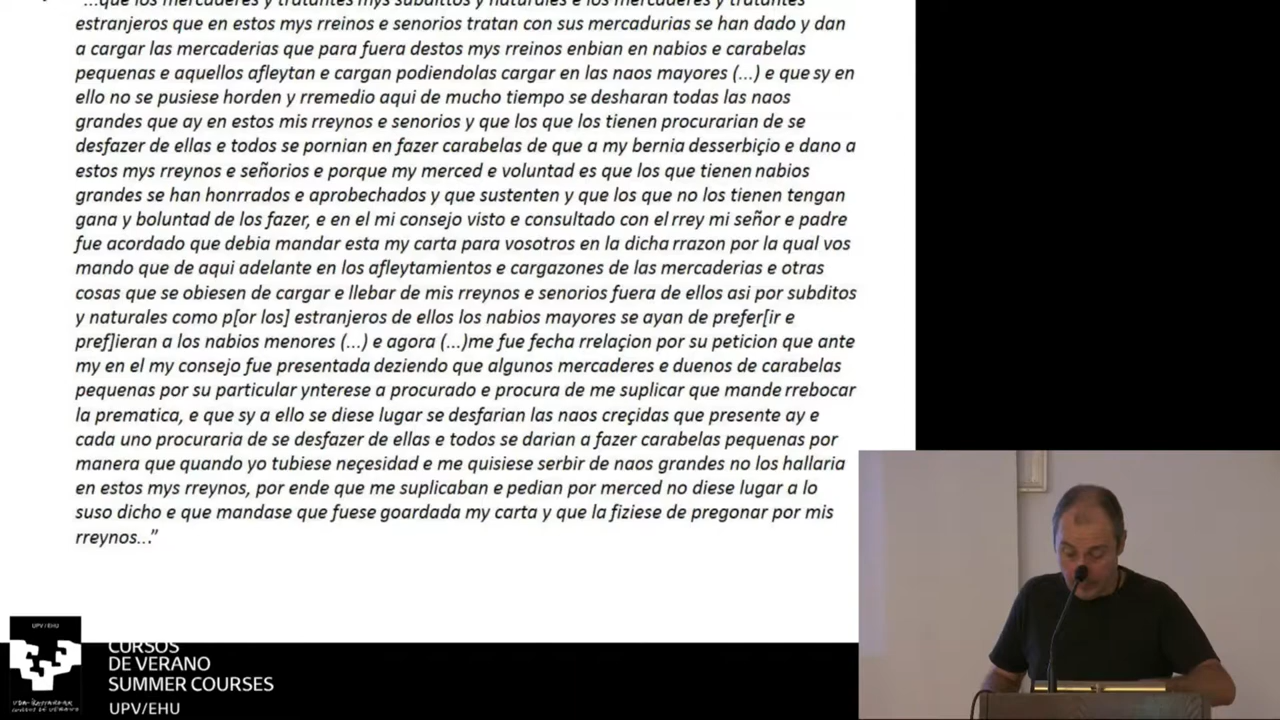 "...que los mercaderes y tratantes mys subditos y naturales e los mercaderes y tratantes
estranjeros que en estos mys rreinos e senorios tratan con sus mercadurias se han dado y dan
a cargar las mercaderias que para fuera destos mys rreinos enbian en nabios e carabelas
pequenas e aquellos afleytan e cargan podiendolas cargar en las naos mayores (...) e que sy en
ello no se pusiese horden y rremedio aqui de mucho tiempo se desharan todas las naos
grandes que ay en estos mis rreynos e senorios y que los que los tienen procurarian de se
desfazer de ellas e todos se pornian en fazer carabelas de que a my bernia desserbiçio e dano a
estos mys rreynos e señorios e porque my merced e voluntad es que los que tienen nabios
grandes se han honrrados e aprobechados y que sustenten y que los que no los tienen tengan
gana y boluntad de los fazer, e en el mi consejo visto e consultado con el rrey mi señor e padre
fue acordado que debia mandar esta my carta para vosotros en la dicha rrazon por la qual vos
mando que de aqui adelante en los afleytamientos e cargazones de las mercaderias e otras
cosas que se obiesen de cargar e llebar de mis rreynos e senorios fuera de ellos asi por subditos
y naturales como p[or los] estranjeros de ellos los nabios mayores se ayan de prefer[ir e
pref]ieran a los nabios menores (...) e agora (...)me fue fecha rrelaçion por su peticion que ante
my en el my consejo fue presentada deziendo que algunos mercaderes e duenos de carabelas
pequenas por su particular ynterese a procurado e procura de me suplicar que mande rrebocar
la prematica, e que sy a ello se diese lugar se desfarian las naos creçidas que presente ay e
cada uno procuraria de se desfazer de ellas e todos se darian a fazer carabelas pequenas por
manera que quando yo tubiese neçesidad e me quisiese serbir de naos grandes no los hallaria
en estos mys rreynos, por ende que me suplicaban e pedian por merced no diese lugar a lo
suso dicho e que mandase que fuese goardada my carta y que la fiziese de pregonar por mis
rreynos..."
UPV / EHU
CURSOS
DE VERANO
SUMMER COURSES
UPV/EHU